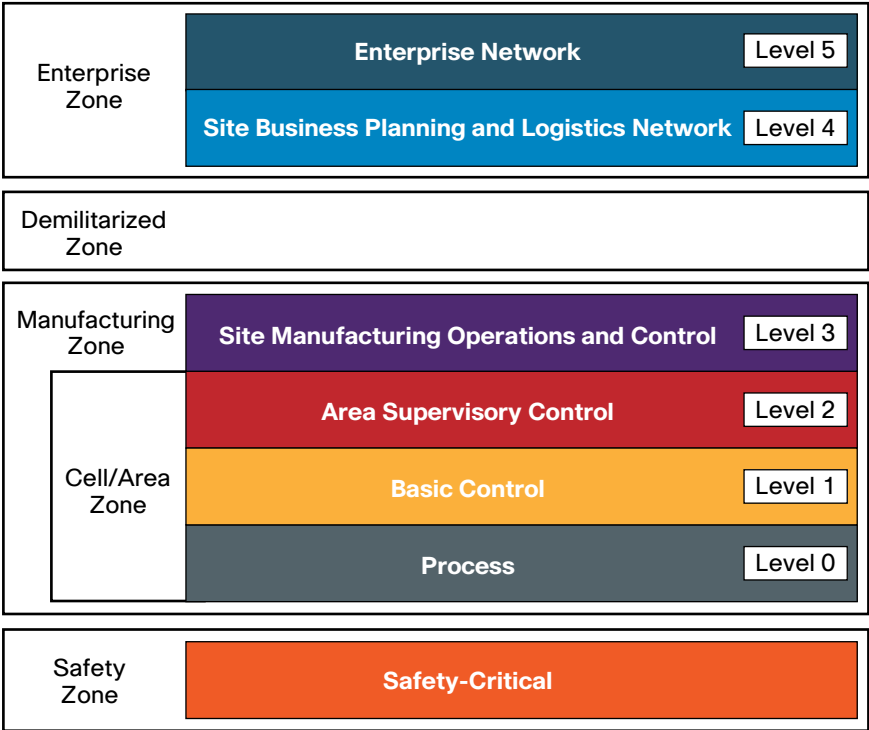 Enterprise
Zone
Enterprise Network
Level 5
Site Business Planning and Logistics Network
Level 4
Demilitarized
Zone
Manufacturing
Zone
Site Manufacturing Operations and Control
Level 3
Cell/Area
Zone
Area Supervisory Control
Level 2
Basic Control
Level 1
Process
Level 0
Safety
Zone
Safety-Critical